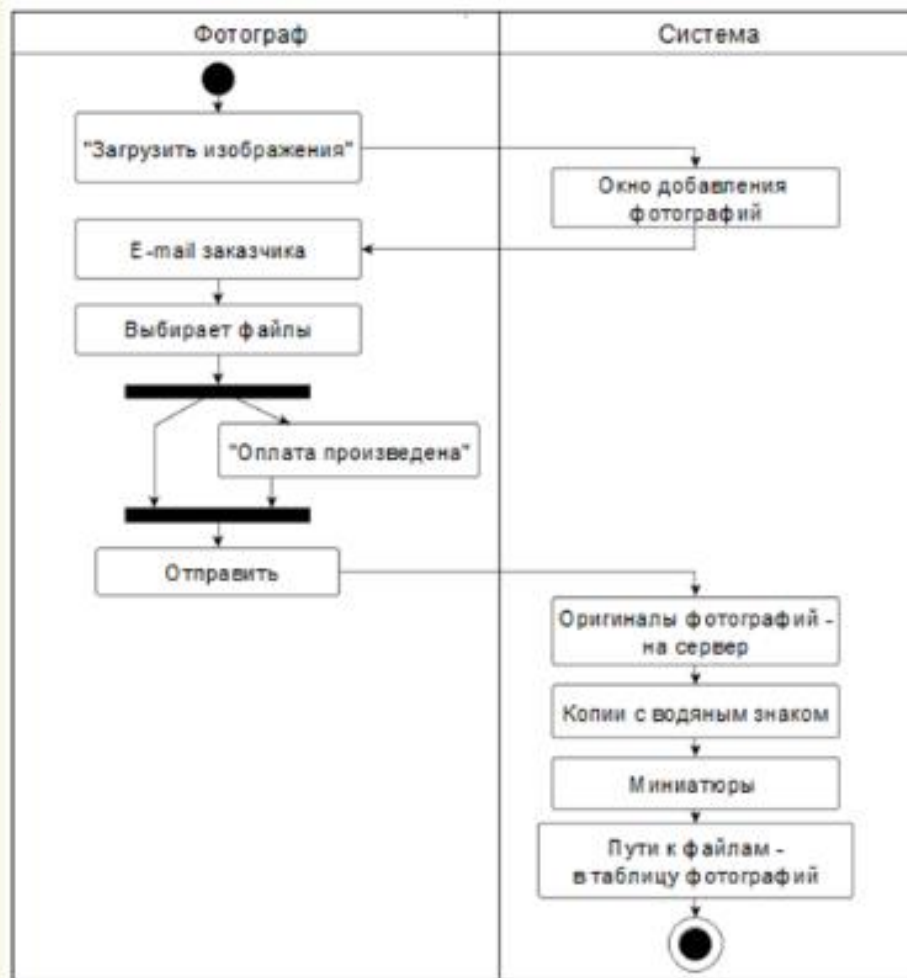 Фотограф
Система
"Загрузить изображения"
Окно добавления
фотографий
E-mail заказчика
Выбирает файлы
"Оплата произведена"
Отправить
Оригиналы фотографий -
на сервер
Копии с водяным знаком
Миниатюры
Пути к файлам -
в таблицу фотографий